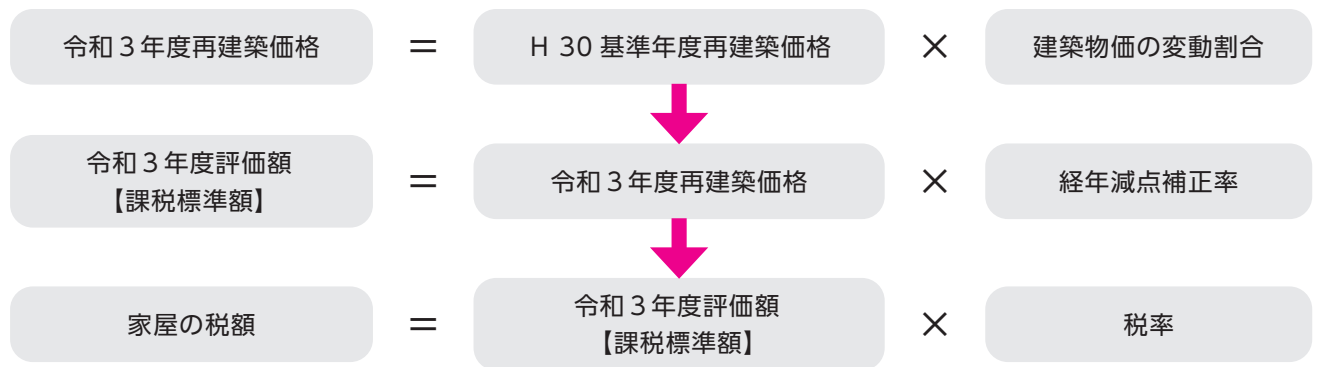 令和３年度再建築価格 ＝ H 30 基準年度再建築価格 × 建築物価の変動割合
令和３年度評価額
【課税標準額】 ＝ 令和３年度再建築価格 × 経年減点補正率
家屋の税額 ＝ 令和３年度評価額
【課税標準額】 × 税率